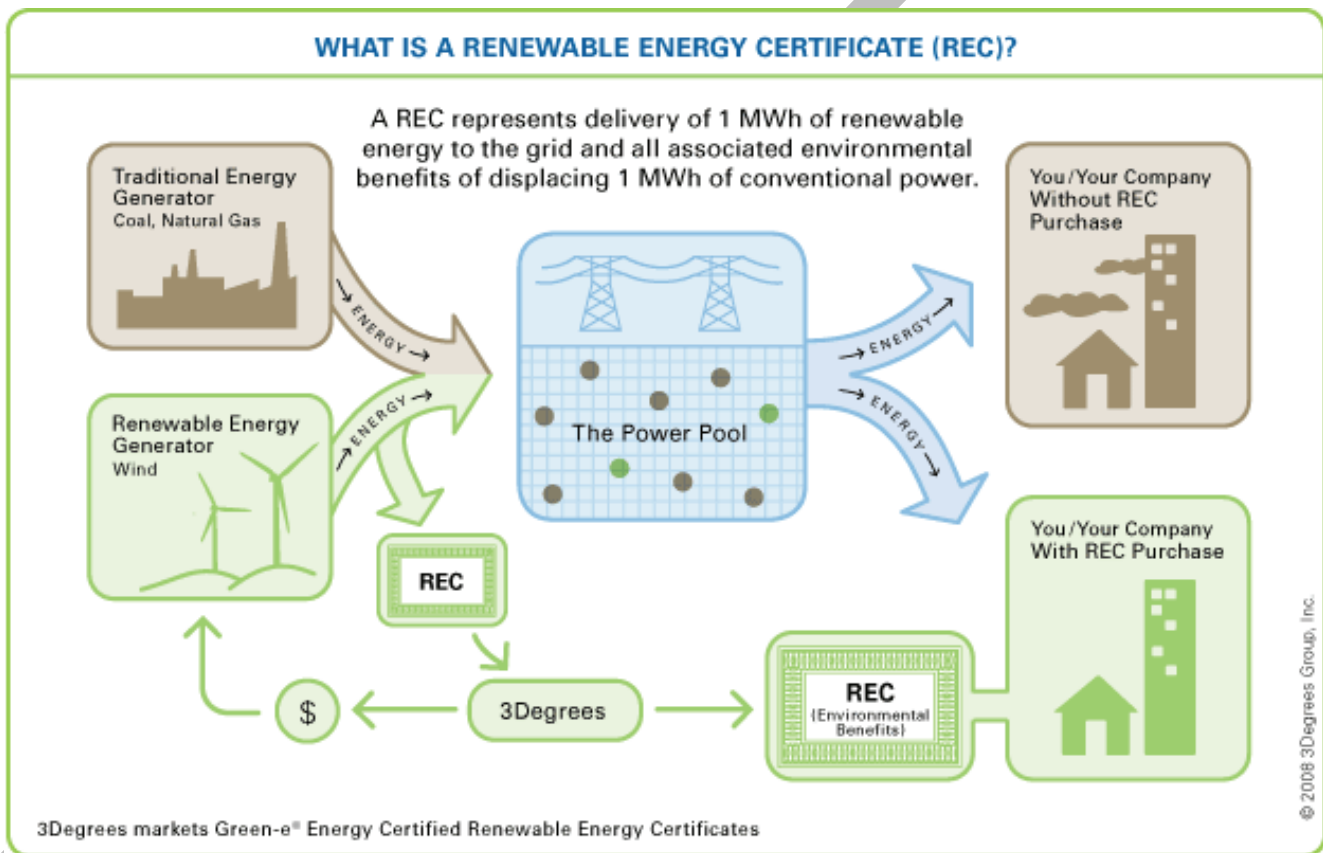 WHAT IS A RENEWABLE ENERGY CERTIFICATE (REC)?
A REC represents delivery of 1 MWh of renewable
energy to the grid and all associated environmental
benefits of displacing 1 MWh of conventional power.
Traditional Energy
Generator
Coal, Natural Gas
ENERGY
Renewable Energy
Generator
Wind
ENERGY
The Power Pool
ENERGY
ENERGY
You/Your Company
Without REC
Purchase
You/Your Company
With REC Purchase
REC
$
3Degrees
REC
(Environmental
Benefits)
3Degrees markets Green-e® Energy Certified Renewable Energy Certificates
© 2008 3Degrees Group, Inc.